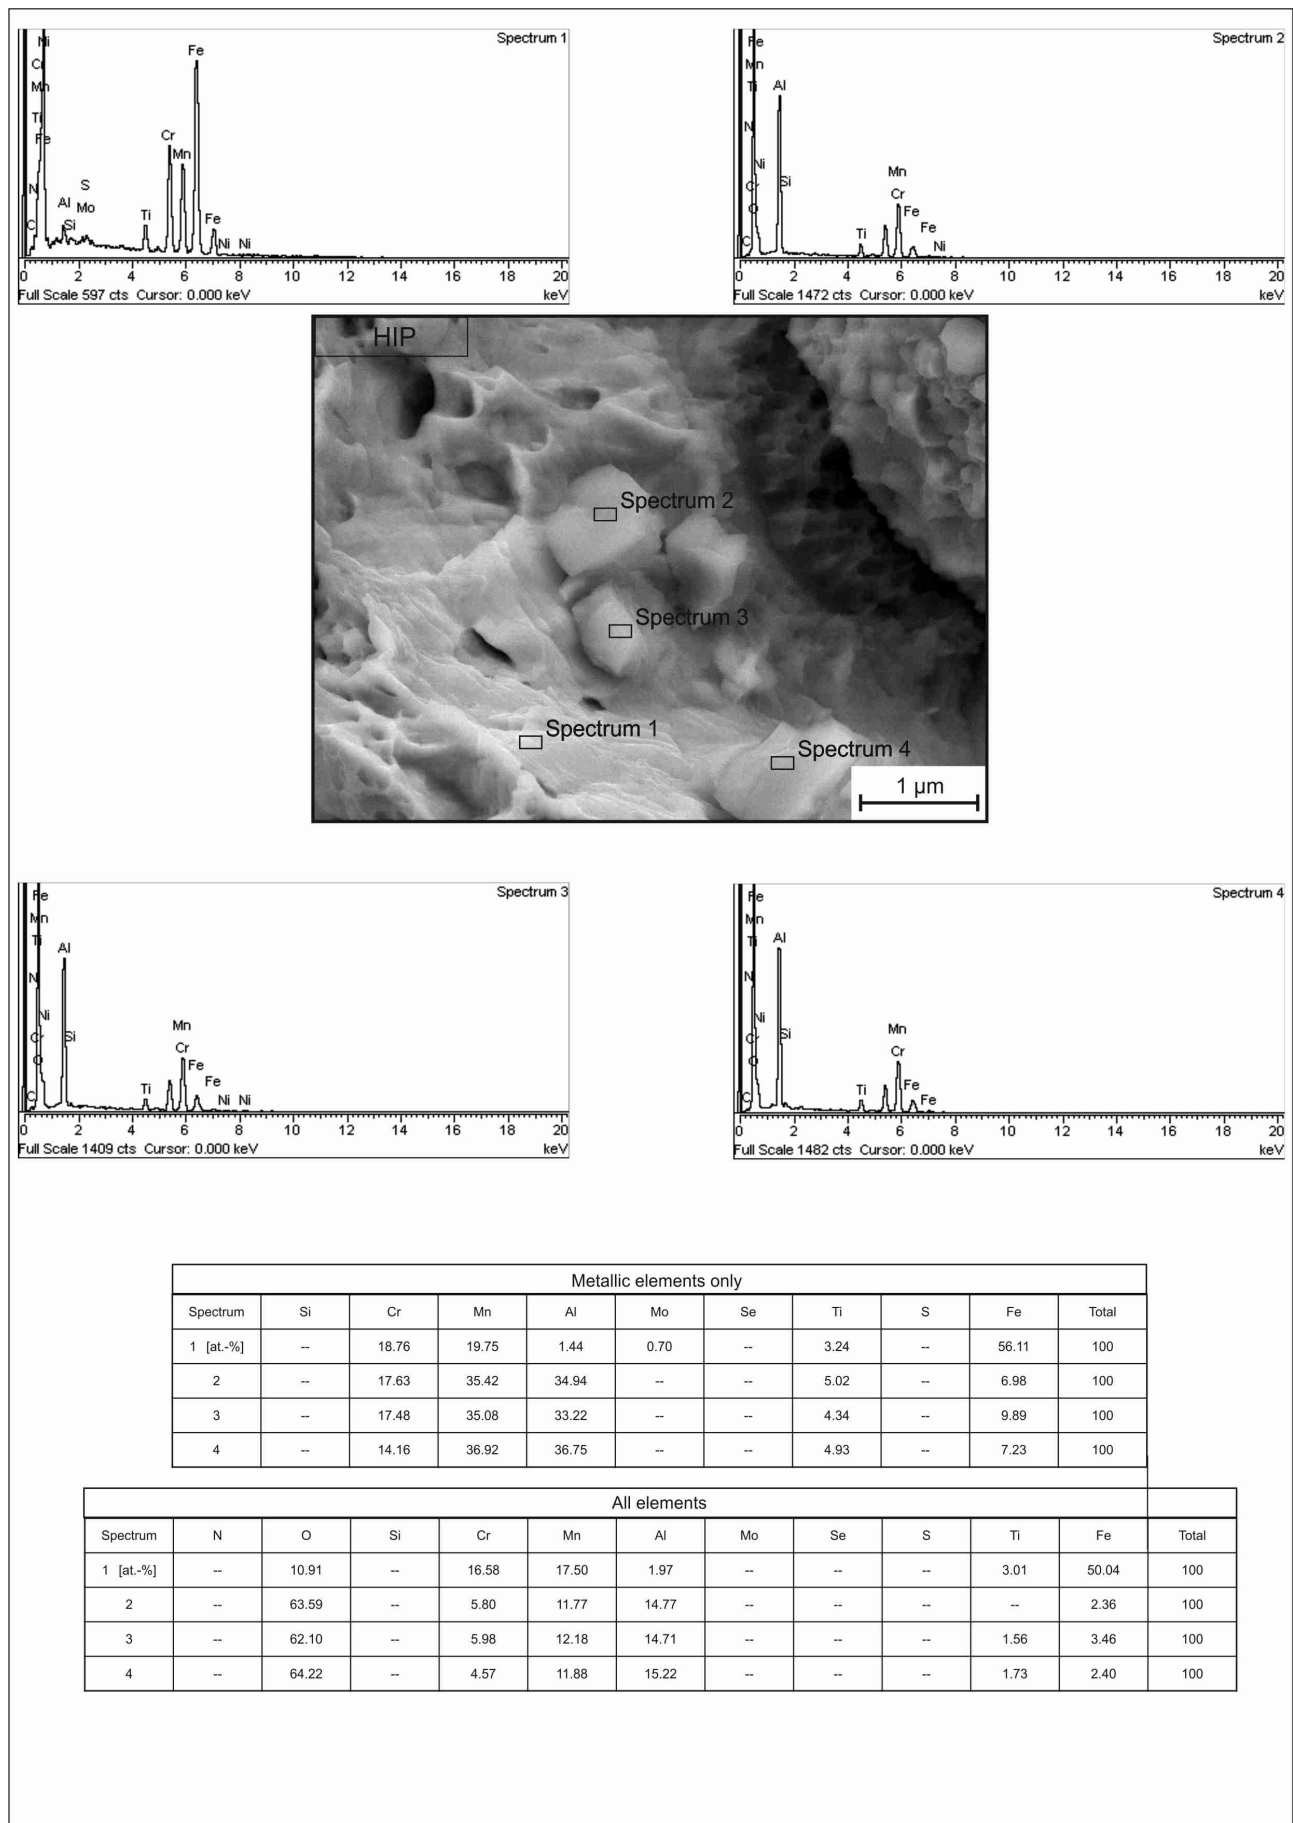 Spectrum 1
Ni
Cr
Mn
Ti
Fe
N
C
Al
Si
S
Mo
Ti
Cr
Mn
Fe
Fe
Ni Ni
0 2 4 6 8 10 12 14 16 18 20
Full Scale 597 cts Cursor: 0.000 keV keV
Spectrum 2
Fe
Mn
Ti
Al
N
Ni
Cr
Si
O
C
Ti
Mn
Cr
Fe
Fe
Ni
0 2 4 6 8 10 12 14 16 18 20
Full Scale 1472 cts Cursor: 0.000 keV keV
HIP
Spectrum 2
Spectrum 3
Spectrum 1
Spectrum 4
1 µm
Spectrum 3
Fe
Mn
Ti
Al
N
Ni
Cr
Si
O
C
Ti
Mn
Cr
Fe
Fe
Ni Ni
0 2 4 6 8 10 12 14 16 18 20
Full Scale 1409 cts Cursor: 0.000 keV keV
Spectrum 4
Fe
Mn
Ti
Al
N
Ni
Cr
Si
O
C
Ti
Mn
Cr
Fe
Fe
0 2 4 6 8 10 12 14 16 18 20
Full Scale 1482 cts Cursor: 0.000 keV keV
Metallic elements only
Spectrum Si Cr Mn Al Mo Se Ti S Fe Total
1 [at.-%] -- 18.76 19.75 1.44 0.70 -- 3.24 -- 56.11 100
2 -- 17.63 35.42 34.94 -- -- 5.02 -- 6.98 100
3 -- 17.48 35.08 33.22 -- -- 4.34 -- 9.89 100
4 -- 14.16 36.92 36.75 -- -- 4.93 -- 7.23 100
All elements
Spectrum N O Si Cr Mn Al Mo Se S Ti Fe Total
1 [at.-%] -- 10.91 -- 16.58 17.50 1.97 -- -- -- 3.01 50.04 100
2 -- 63.59 -- 5.80 11.77 14.77 -- -- -- -- 2.36 100
3 -- 62.10 -- 5.98 12.18 14.71 -- -- -- 1.56 3.46 100
4 -- 64.22 -- 4.57 11.88 15.22 -- -- -- 1.73 2.40 100